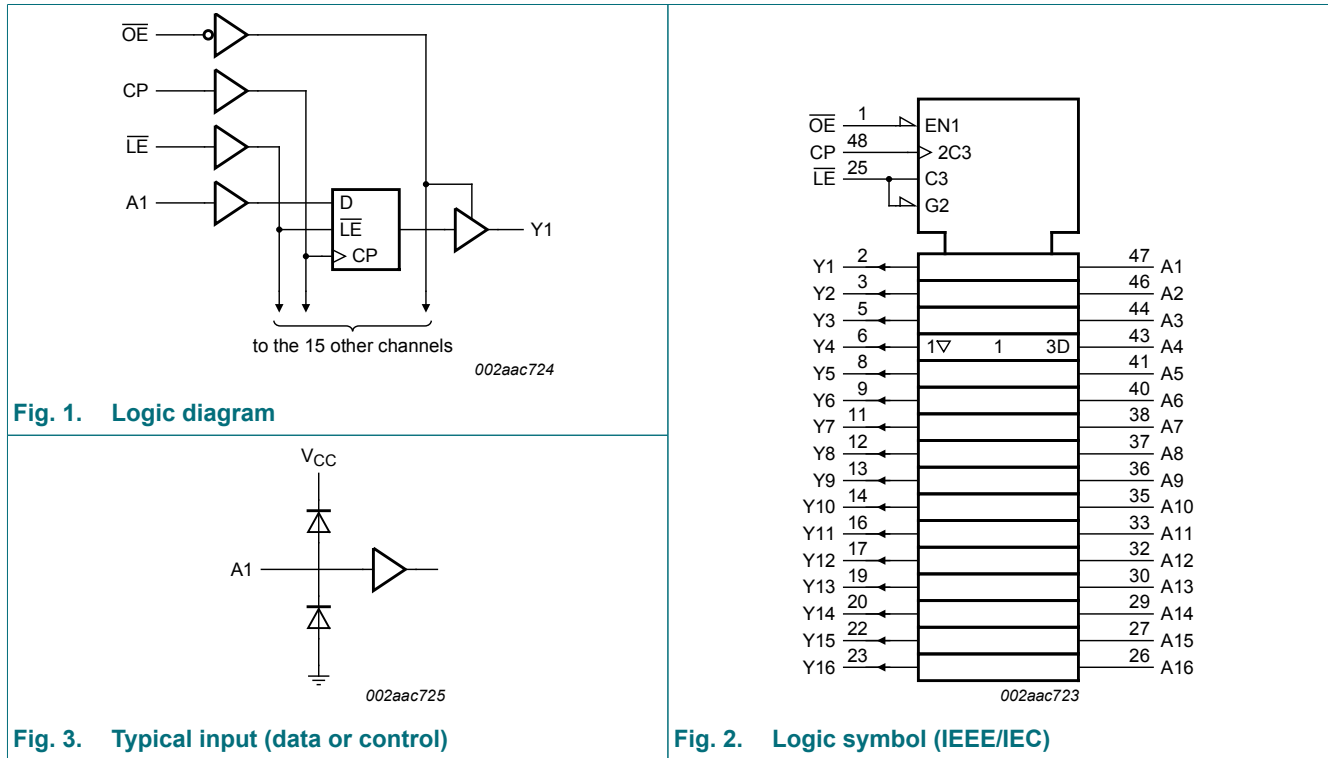 OE
CP
LE
A1
D
LE
CP
Y1
to the 15 other channels
002aac724
Fig. 1. Logic diagram
VCC
A1
002aac725
Fig. 3. Typical input (data or control)
OE 1 EN1
CP 48 2C3
LE 25 C3
G2
Y1 2 47 A1
Y2 3 46 A2
Y3 5 44 A3
Y4 6 1▽ 1 3D 43 A4
Y5 8 41 A5
Y6 9 40 A6
Y7 11 38 A7
Y8 12 37 A8
Y9 13 36 A9
Y10 14 35 A10
Y11 16 33 A11
Y12 17 32 A12
Y13 19 30 A13
Y14 20 29 A14
Y15 22 27 A15
Y16 23 26 A16
002aac723
Fig. 2. Logic symbol (IEEE/IEC)